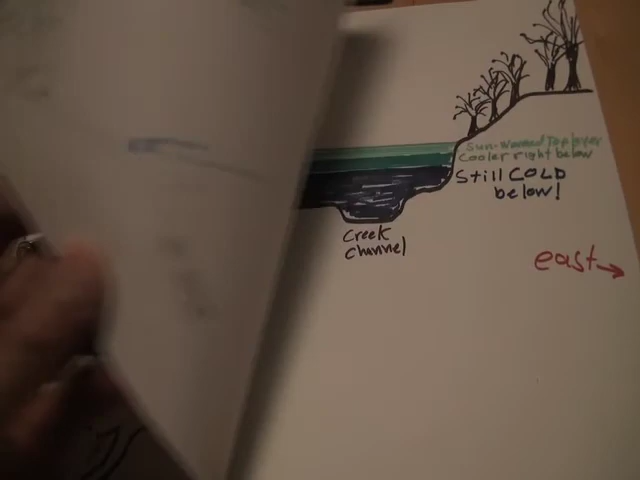 Sun-Warmed Top layer
Cooler right below
Still COLD
below!
Creek
channel
east